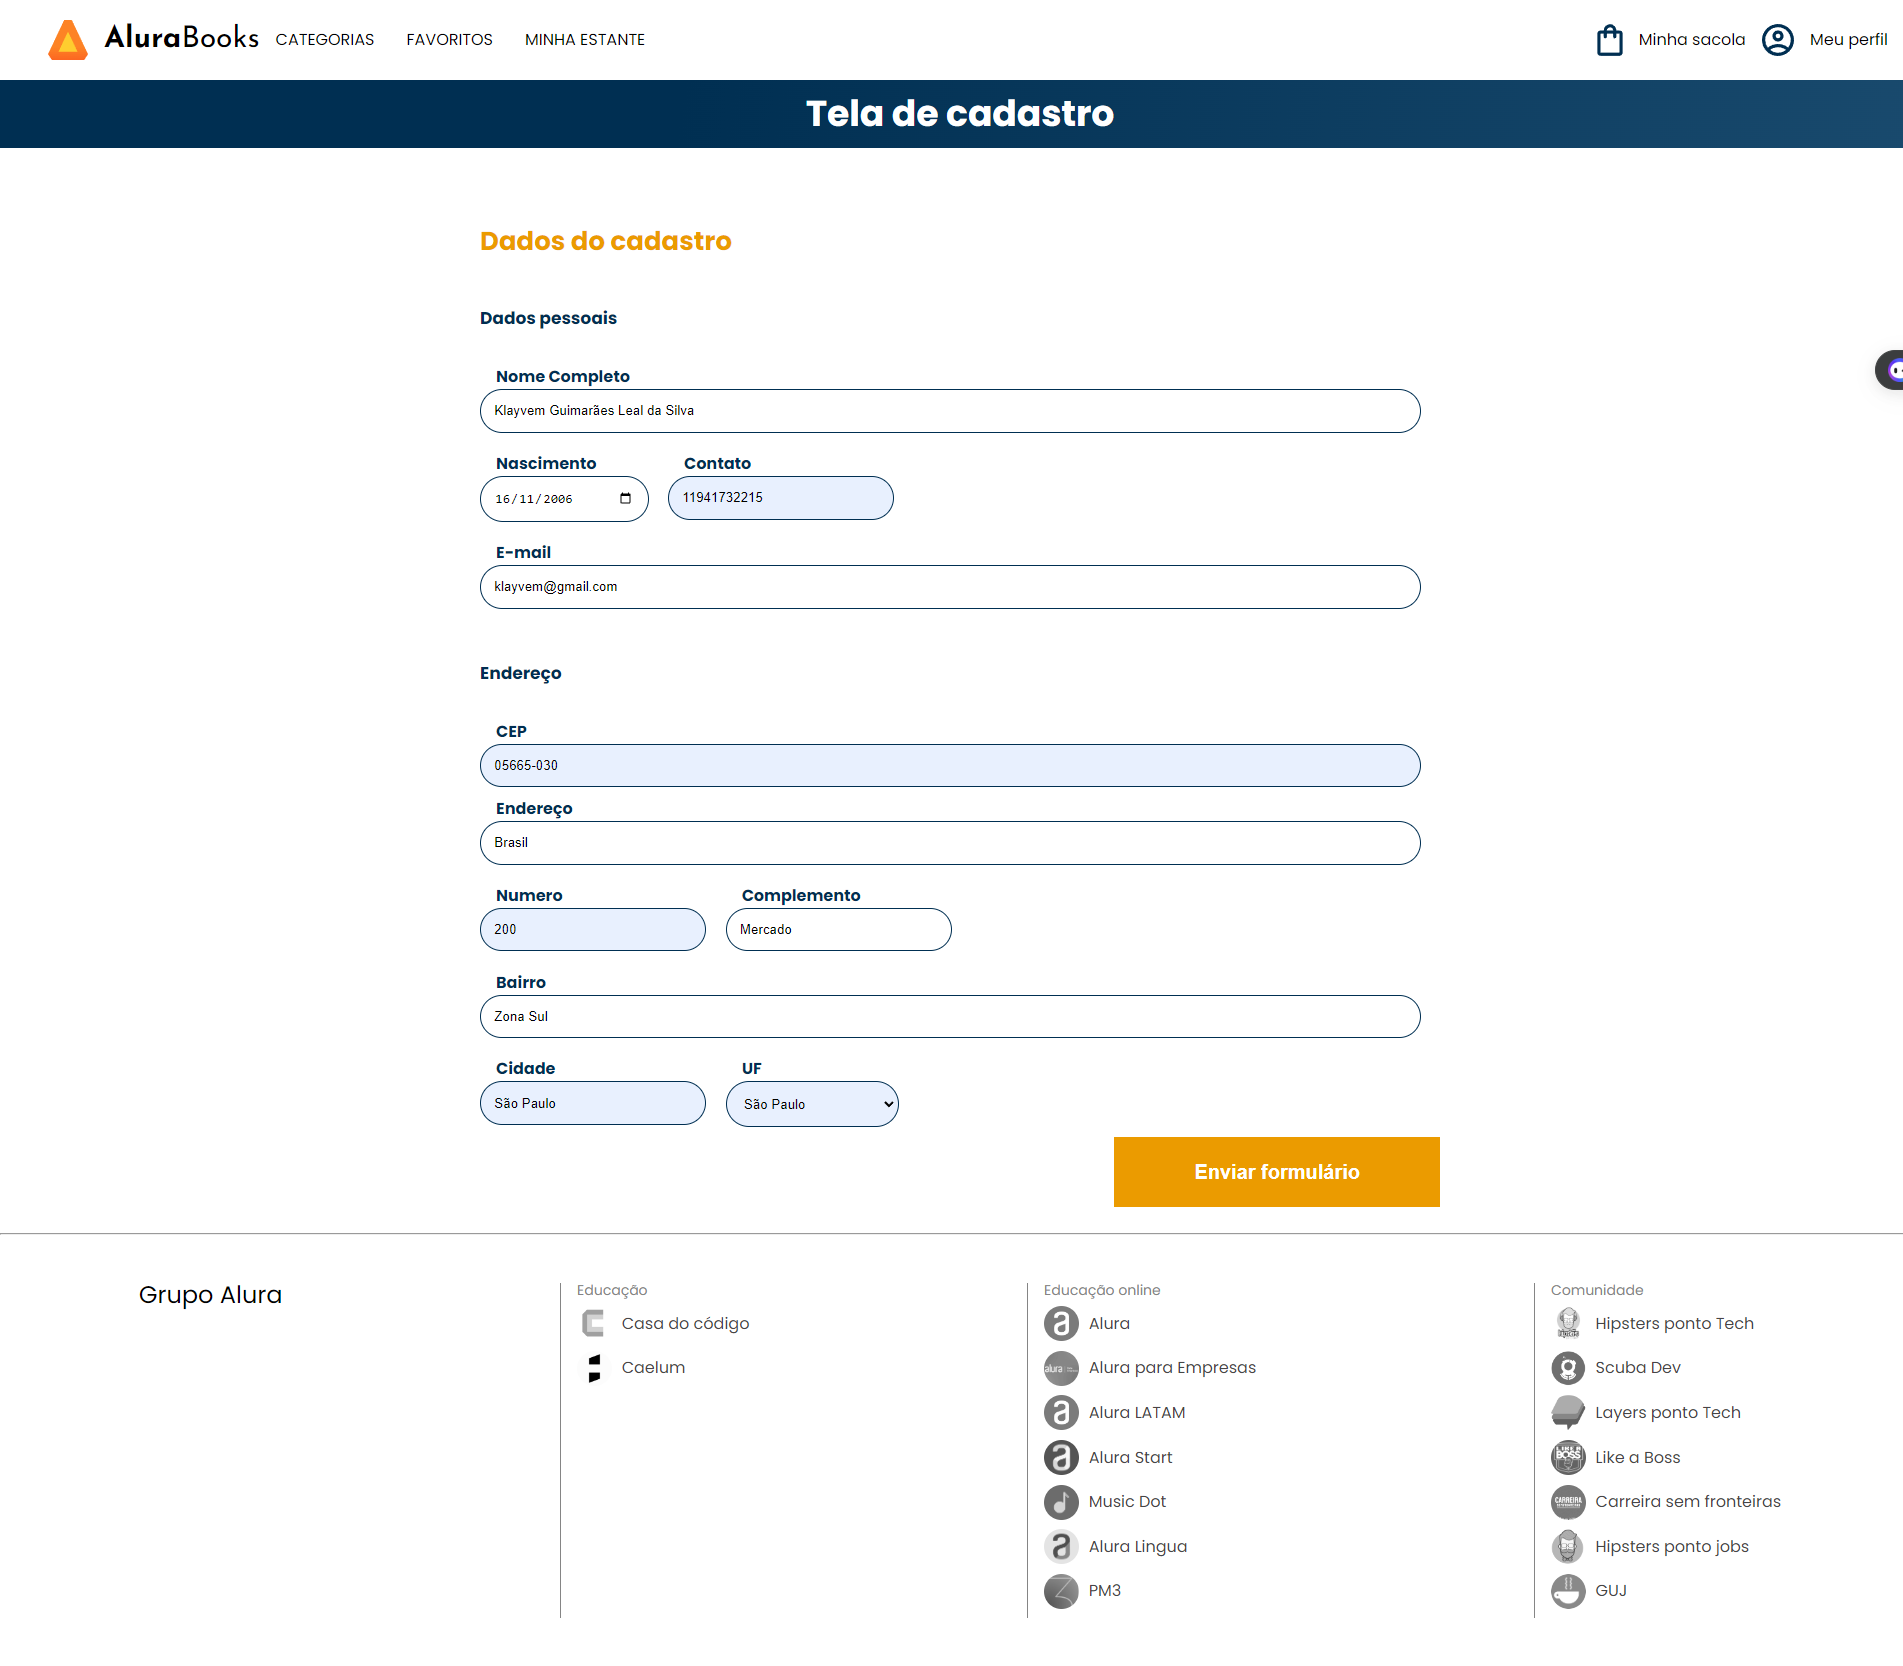 AluraBooks CATEGORIAS FAVORITOS MINHA ESTANTE Minha sacola Meu perfil
Tela de cadastro
Dados do cadastro
Dados pessoais
Nome Completo
Klayvem Guimarães Leal da Silva
Nascimento Contato
16/11/2006 11941732215
E-mail
klayvem@gmail.com
Endereço
CEP
05665-030
Endereço
Brasil
Numero Complemento
200 Mercado
Bairro
Zona Sul
Cidade UF
São Paulo São Paulo
Enviar formulário
Grupo Alura
Educação
Casa do código
Caelum
Educação online
Alura
alura Alura para Empresas
Alura LATAM
Alura Start
Music Dot
Alura Lingua
PM3
Comunidade
Hipsters ponto Tech
Scuba Dev
Layers ponto Tech
LIKE A BOSS Like a Boss
CARREIRA Carreira sem fronteiras
Hipsters ponto jobs
GUJ